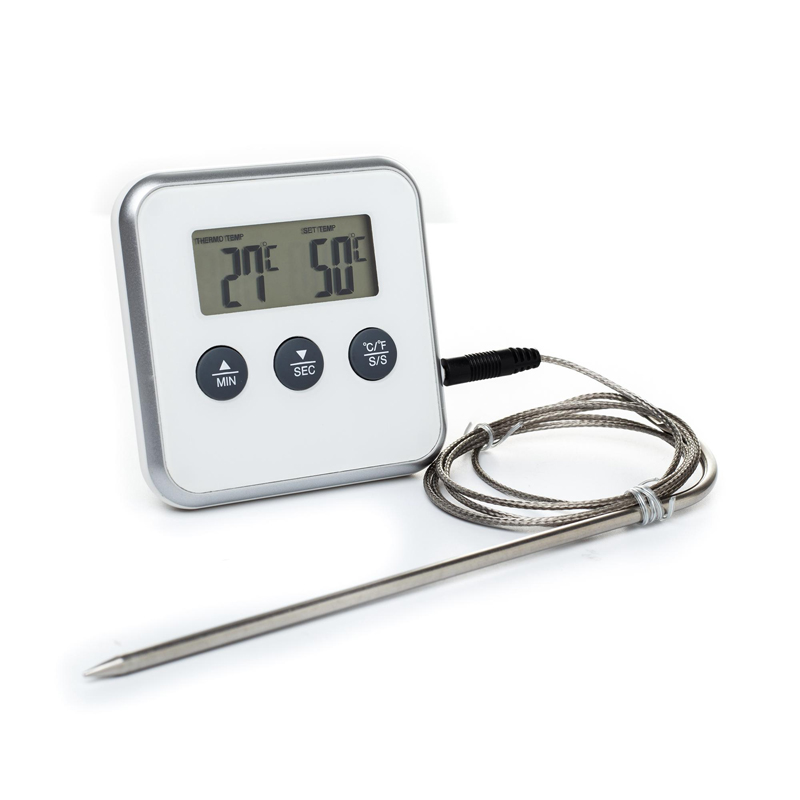 THERMO TEMP SET TEMP
27°C 50°C
▲ ▼ °C/°F
MIN SEC S/S